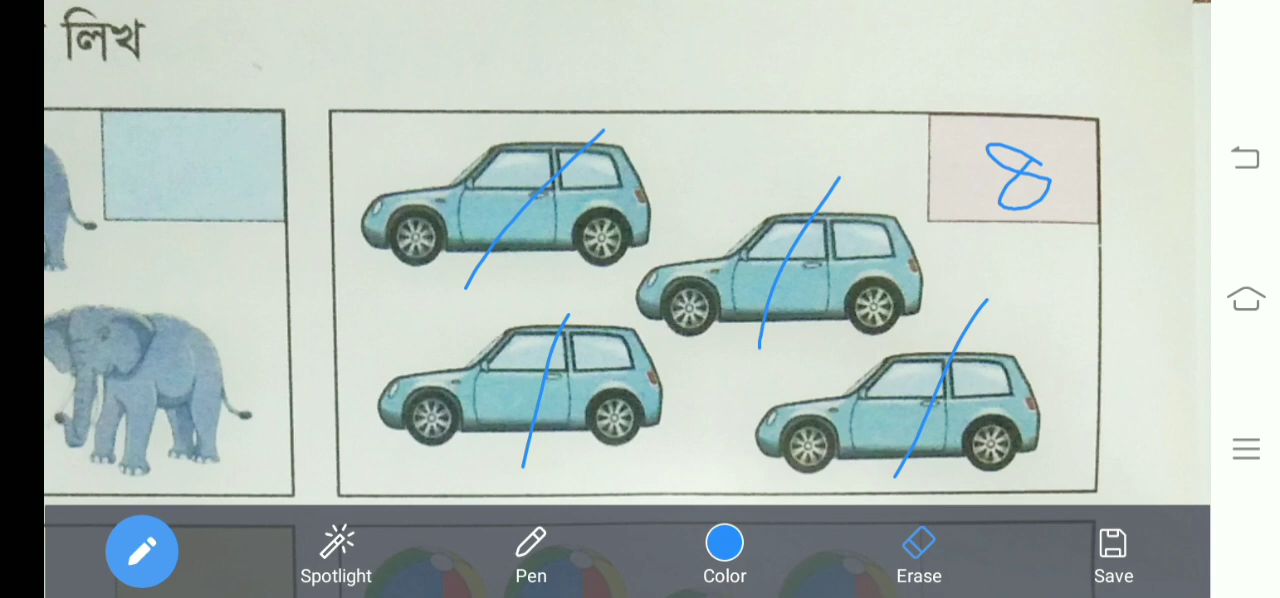 লিখ
৪
Spotlight
Pen
Color
Erase
Save